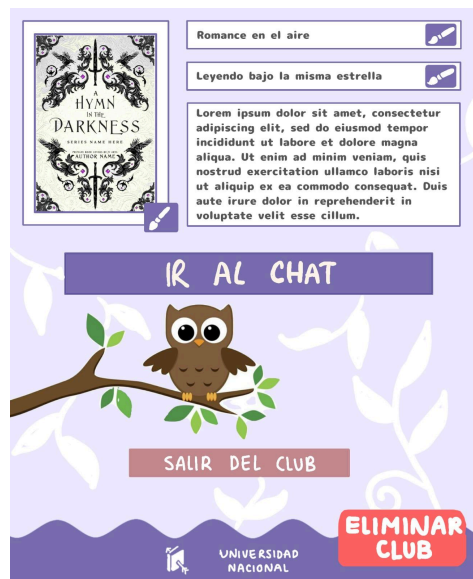 A
HYMN
IN THE
DARKNESS
SERIES NAME HERE
AUTHOR NAME
Romance en el aire
Leyendo bajo la misma estrella
Lorem ipsum dolor sit amet, consectetur
adipiscing elit, sed do eiusmod tempor
incididunt ut labore et dolore magna
aliqua. Ut enim ad minim veniam, quis
nostrud exercitation ullamco laboris nisi
ut aliquip ex ea commodo consequat. Duis
aute irure dolor in reprehenderit in
voluptate velit esse cillum.
IR AL CHAT
SALIR DEL CLUB
ELIMINAR
CLUB
UNIVERSIDAD
NACIONAL